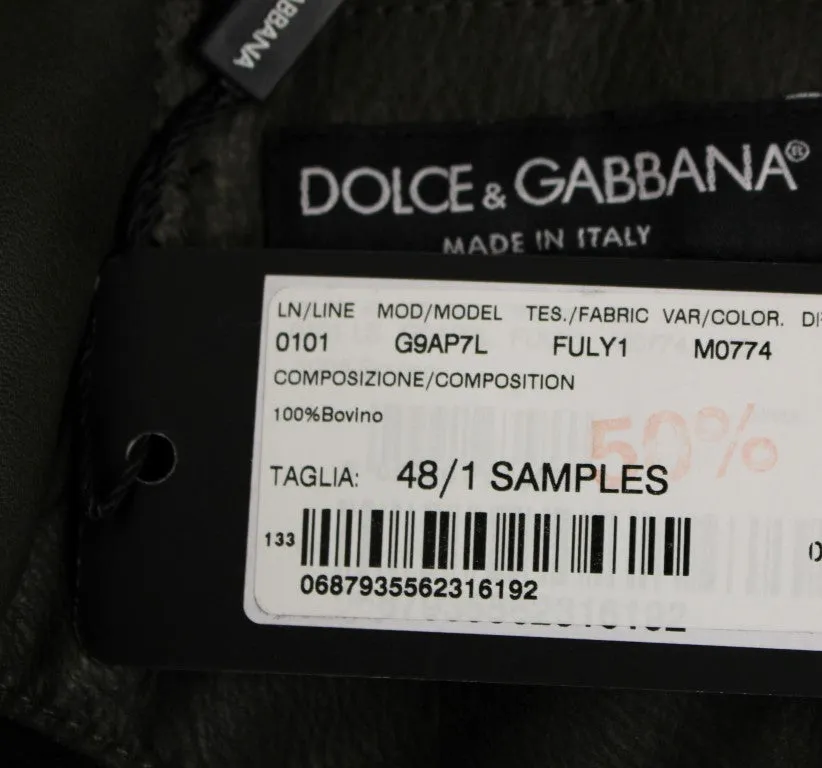 GABBANA
DOLCE & GABBANA®
MADE IN ITALY
LN/LINE MOD/MODEL TES./FABRIC VAR/COLOR.
0101 G9AP7L FULY1 M0774
COMPOSIZIONE/COMPOSITION
100%Bovino
50%
TAGLIA: 48/1 SAMPLES
133
0687935562316192